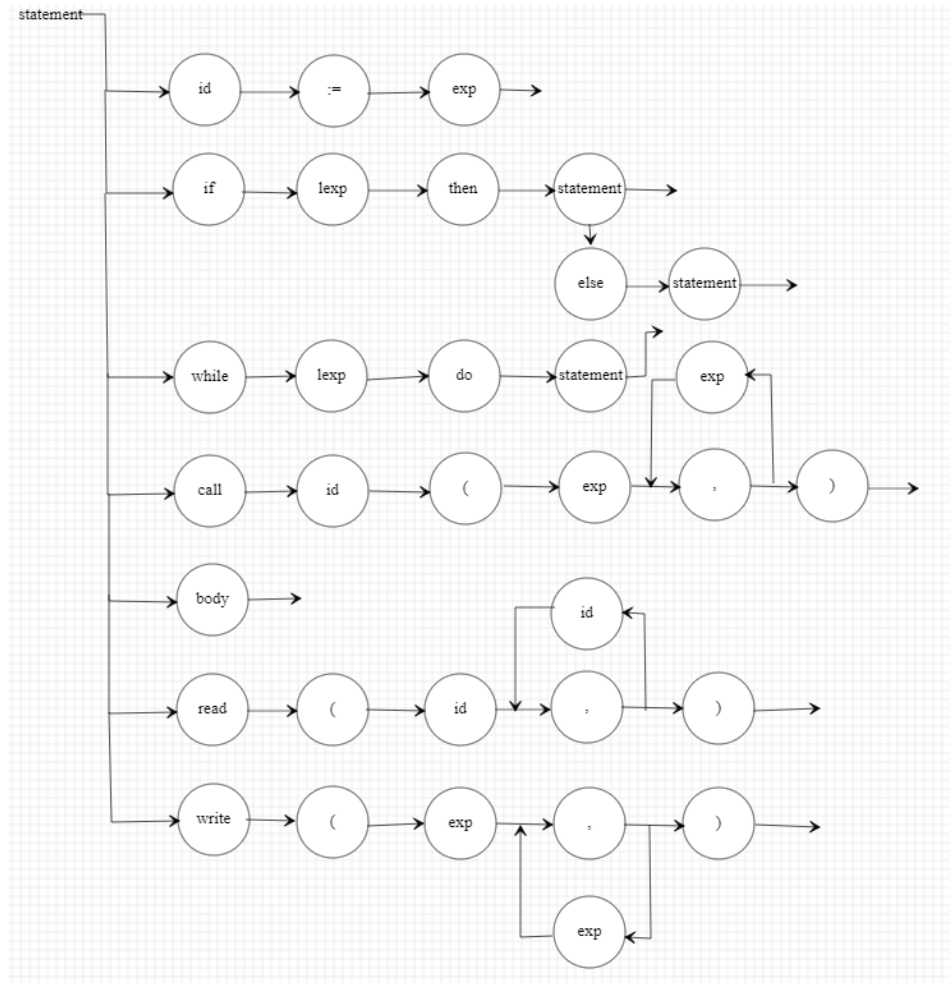 statement
id := exp
if lexp then statement
else statement
while lexp do statement exp
call id ( exp , )
body
id
read ( id , )
write ( exp , )
exp